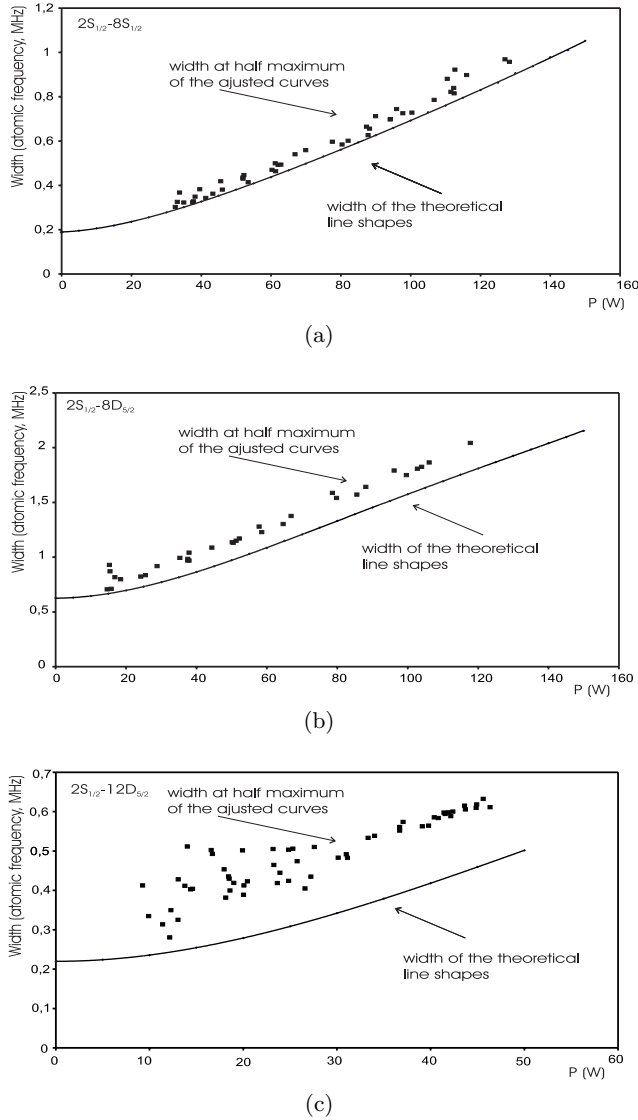 2S1/2-8S1/2
Width (atomic frequency, MHz)
1,2
1
0,8
0,6
0,4
0,2
0
width at half maximum
of the ajusted curves
width of the theoretical
line shapes
0 20 40 60 80 100 120 140 160
P (W)
(a)
2S1/2-8D5/2
Width (atomic frequency, MHz)
2,5
2
1,5
1
0,5
0
width at half maximum
of the ajusted curves
width of the theoretical
line shapes
0 20 40 60 80 100 120 140 160
P (W)
(b)
2S1/2-12D5/2
Width (atomic frequency, MHz)
0,7
0,6
0,5
0,4
0,3
0,2
0,1
0
width at half maximum
of the ajusted curves
width of the theoretical
line shapes
10 20 30 40 50 60
P (W)
(c)